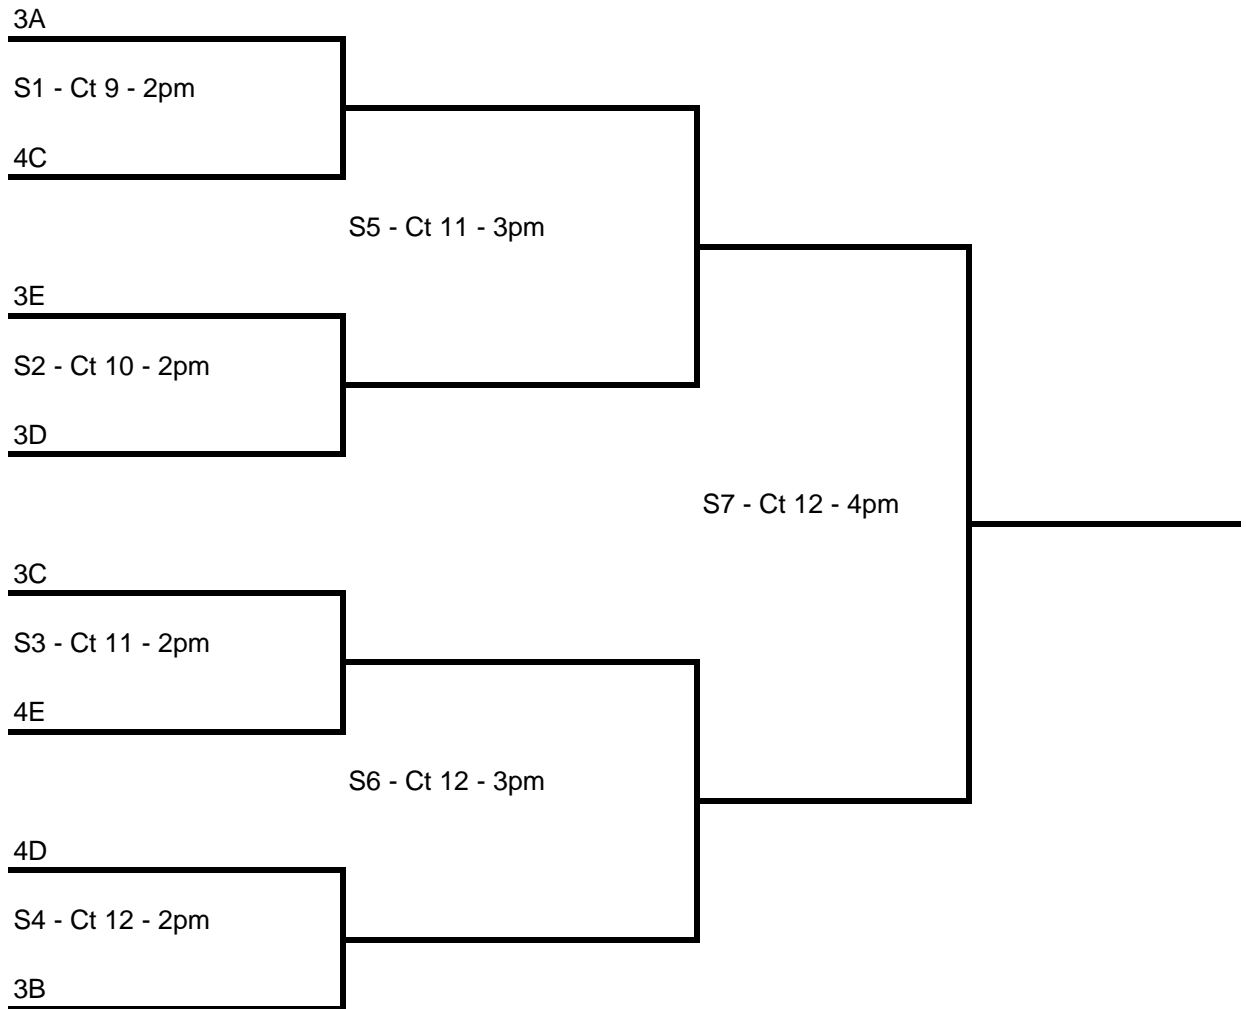 3A
S1 - Ct 9 - 2pm
4C
S5 - Ct 11 - 3pm
3E
S2 - Ct 10 - 2pm
3D
S7 - Ct 12 - 4pm
3C
S3 - Ct 11 - 2pm
4E
S6 - Ct 12 - 3pm
4D
S4 - Ct 12 - 2pm
3B